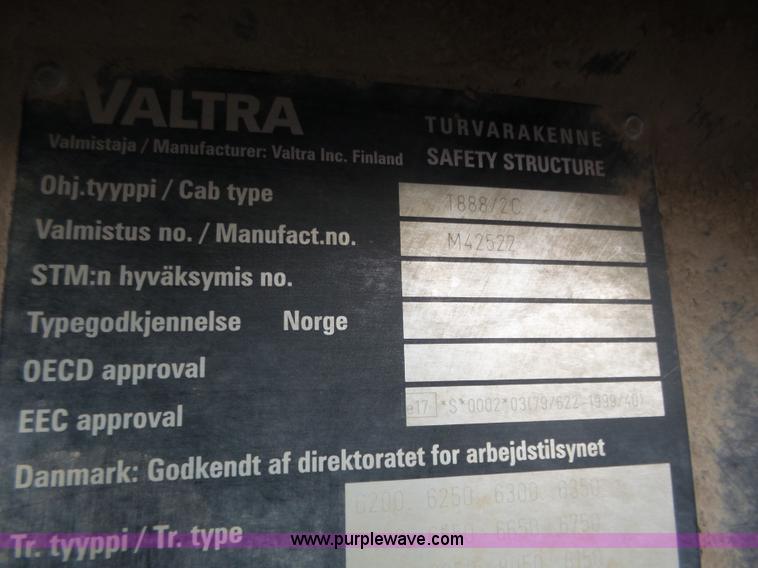 VALTRA
TURVARAKENNE
Valmistaja / Manufacturer: Valtra Inc. Finland
SAFETY STRUCTURE
Ohj.tyyppi / Cab type T888/2C
Valmistus no. / Manufact.no. M42522
STM:n hyväksymis no.
Typegodkjennelse Norge
OECD approval
EEC approval e17 *S*0002*03(79/622-1999/40)
Danmark: Godkendt af direktoratet for arbejdstilsynet
6200 6250 6300 6350
Tr. tyyppi / Tr. type 6650 6750
www.purplewave.com